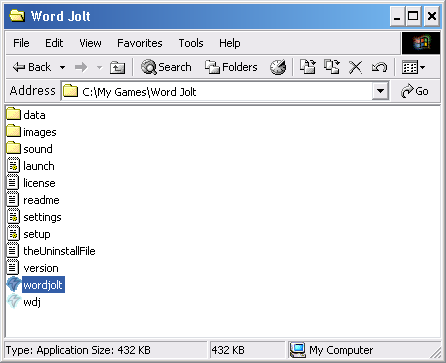 Word Jolt
File Edit View Favorites Tools Help
Back Search Folders
Address C:\My Games\Word Jolt Go
data
images
sound
launch
license
readme
settings
setup
theUninstallFile
version
wordjolt
wdj
Type: Application Size: 432 KB 432 KB My Computer